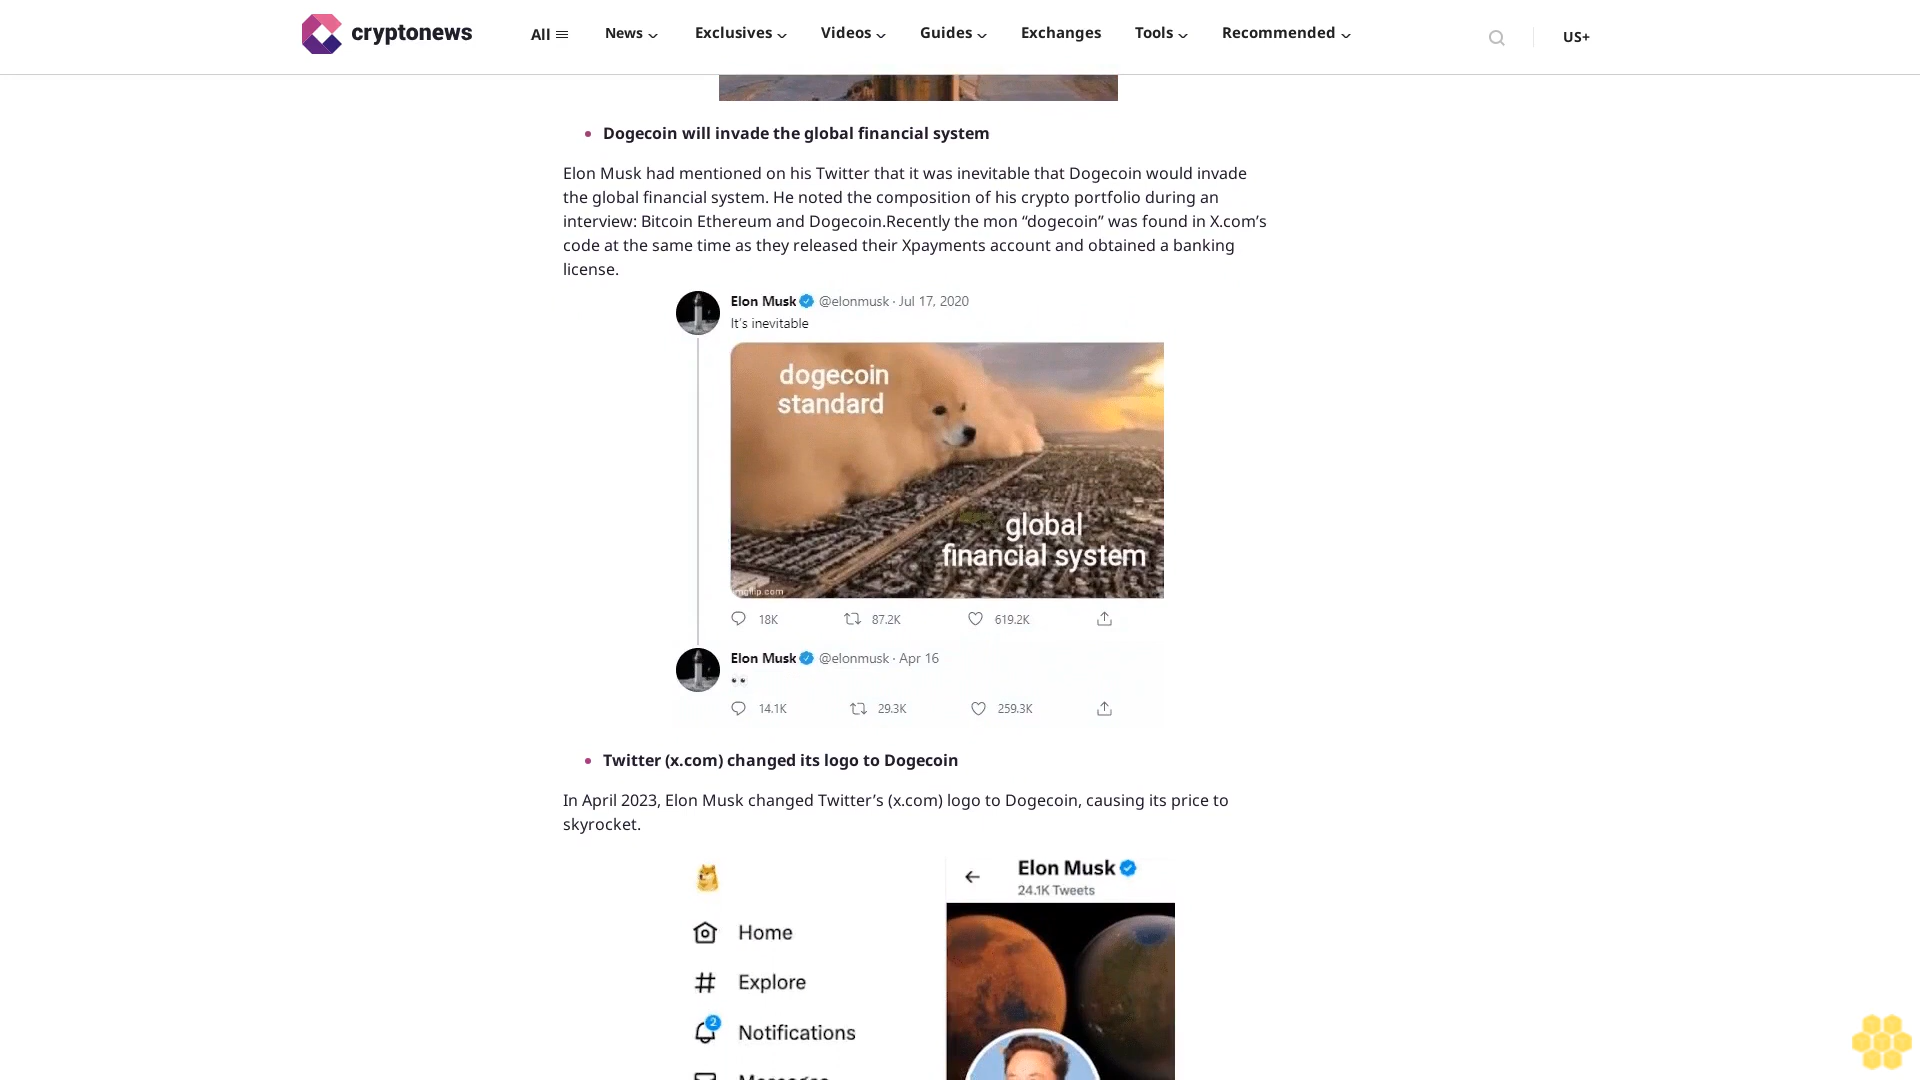 cryptonews
All
News
Exclusives
Videos
Guides
Exchanges
Tools
Recommended
US+
Dogecoin will invade the global financial system
Elon Musk had mentioned on his Twitter that it was inevitable that Dogecoin would invade
the global financial system. He noted the composition of his crypto portfolio during an
interview: Bitcoin Ethereum and Dogecoin.Recently the mon “dogecoin” was found in X.com’s
code at the same time as they released their Xpayments account and obtained a banking
license.
Elon Musk @elonmusk · Jul 17, 2020
It's inevitable
dogecoin
standard
global
financial system
imgflip.com
18K 87.2K 619.2K
Elon Musk @elonmusk · Apr 16
14.1K 29.3K 259.3K
Twitter (x.com) changed its logo to Dogecoin
In April 2023, Elon Musk changed Twitter’s (x.com) logo to Dogecoin, causing its price to
skyrocket.
Elon Musk
24.1K Tweets
Home
Explore
2
Notifications